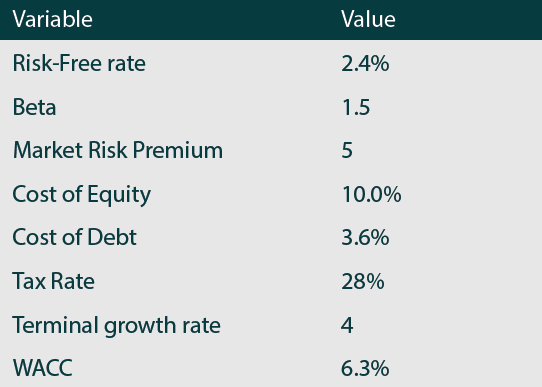 Variable Value
Risk-Free rate 2.4%
Beta 1.5
Market Risk Premium 5
Cost of Equity 10.0%
Cost of Debt 3.6%
Tax Rate 28%
Terminal growth rate 4
WACC 6.3%